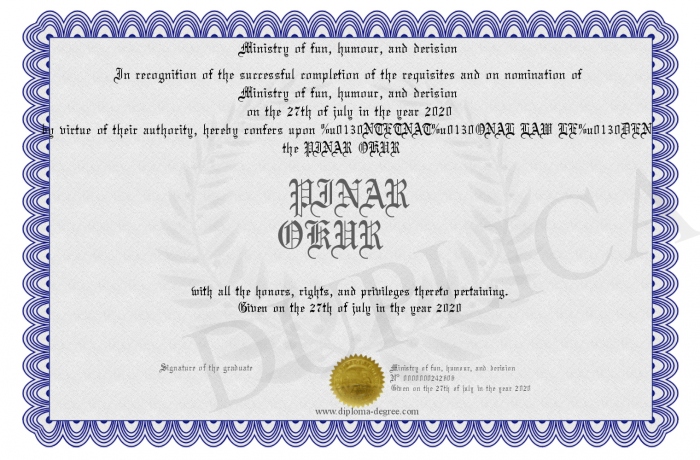 Ministry of fun, humour, and derision
In recognition of the successful completion of the requisites and on nomination of
Ministry of fun, humour, and derision
on the 27th of july in the year 2020
by virtue of their authority, hereby confers upon %u0130NTETNAT%u0130ONAL LAW LE%u0130DEN
the PINAR OKUR
PINAR
OKUR
with all the honors, rights, and privileges thereto pertaining.
Given on the 27th of july in the year 2020
DUPLICA
Signature of the graduate
Ministry of fun, humour, and derision
N° 0000000242909
Given on the 27th of july in the year 2020
www.diploma-degree.com